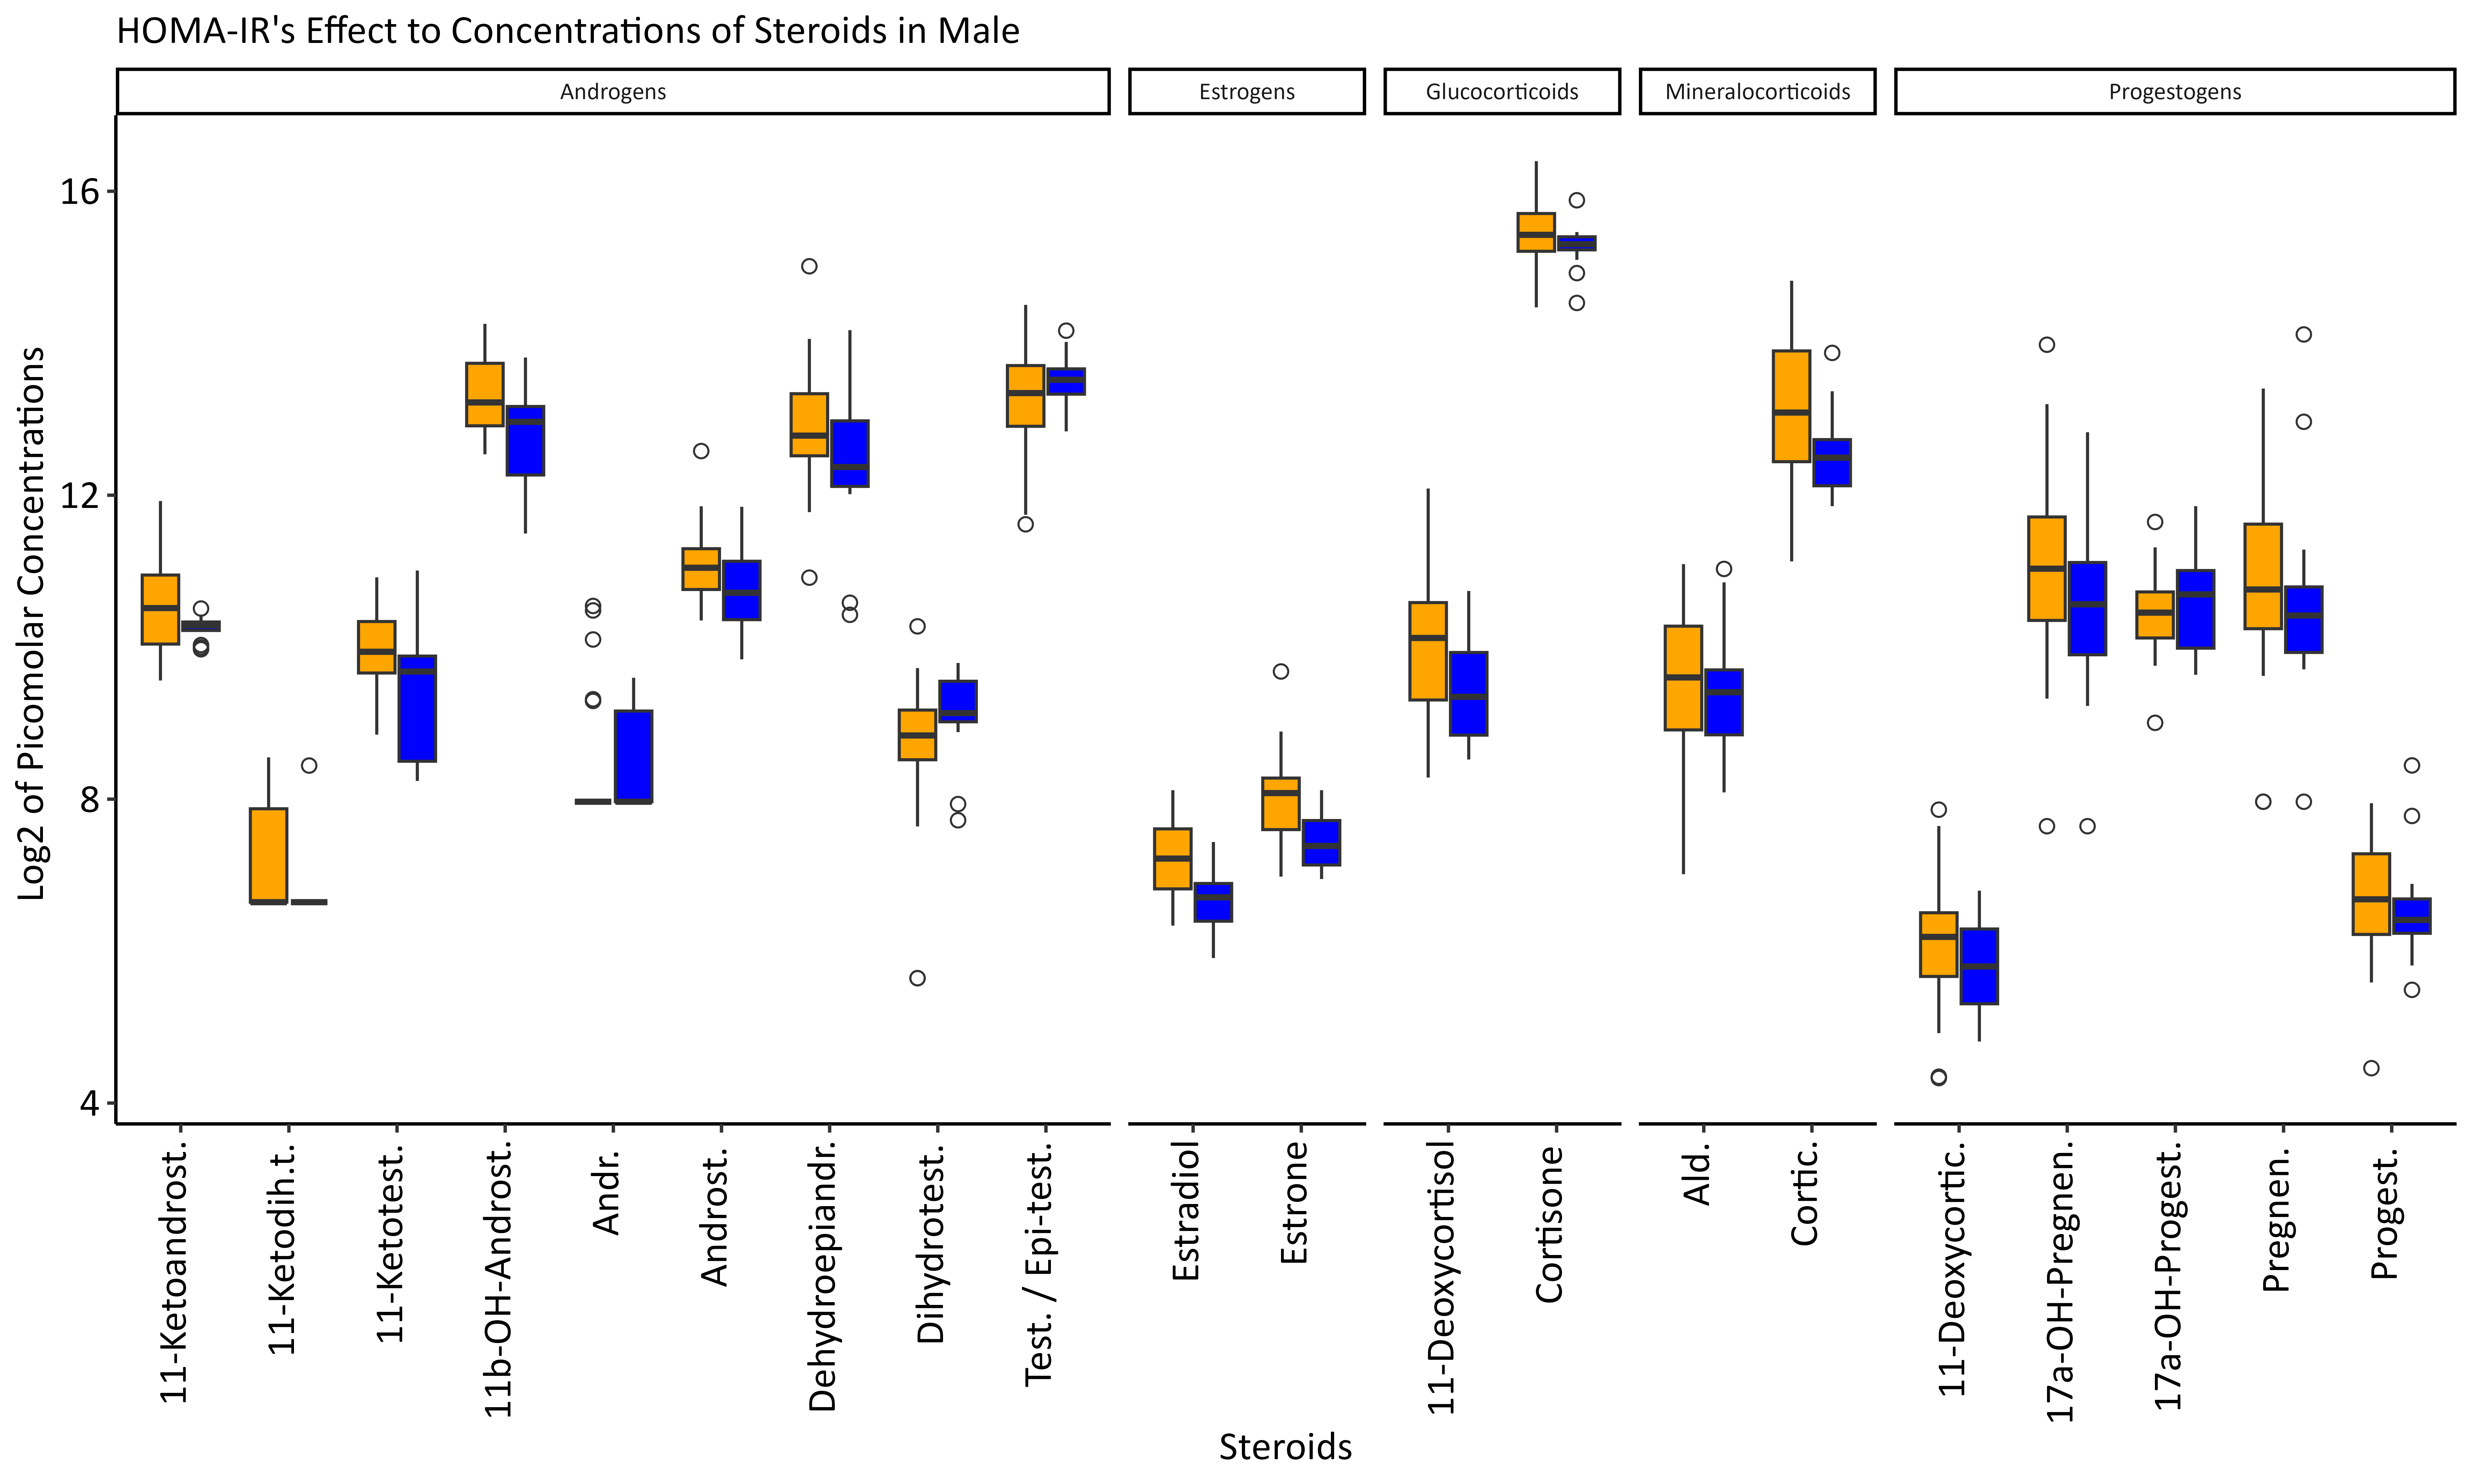 HOMA-IR's Effect to Concentrations of Steroids in Male
Androgens
Estrogens
Glucocorticoids
Mineralocorticoids
Progestogens
Log2 of Picomolar Concentrations
16
12
8
4
11-Ketoandrost.
11-Ketodih.t.
11-Ketotest.
11b-OH-Androst.
Andr.
Androst.
Dehydroepiandr.
Dihydrotest.
Test. / Epi-test.
Estradiol
Estrone
11-Deoxycortisol
Cortisone
Ald.
Cortic.
11-Deoxycortic.
17a-OH-Pregnen.
17a-OH-Progest.
Pregnen.
Progest.
Steroids